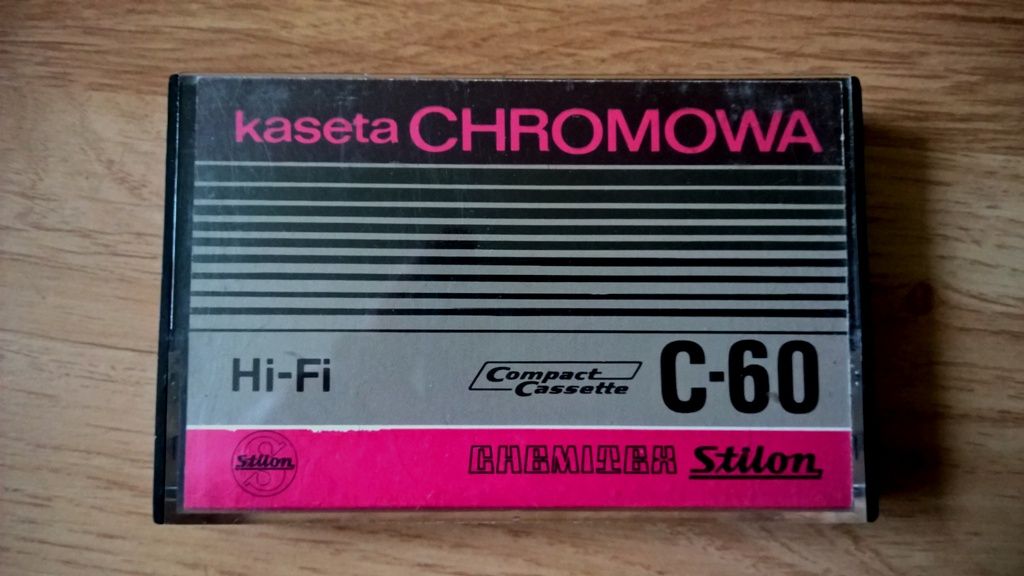 kaseta CHROMOWA
Hi-Fi
Compact
Cassette
C-60
Stilon
CHEMITEX Stilon